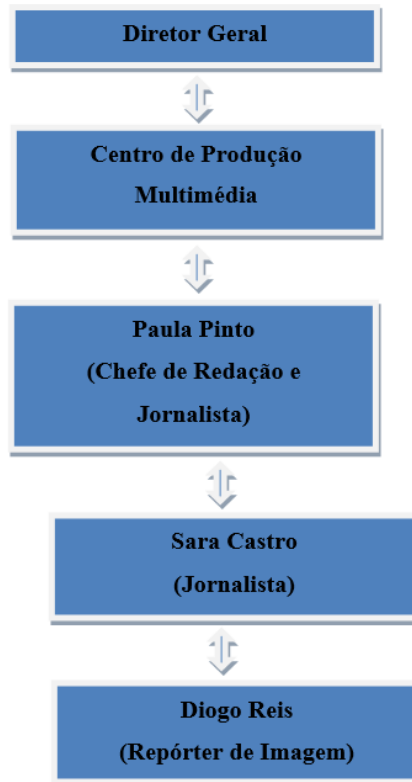 Diretor Geral
Centro de Produção
Multimédia
Paula Pinto
(Chefe de Redação e
Jornalista)
Sara Castro
(Jornalista)
Diogo Reis
(Repórter de Imagem)